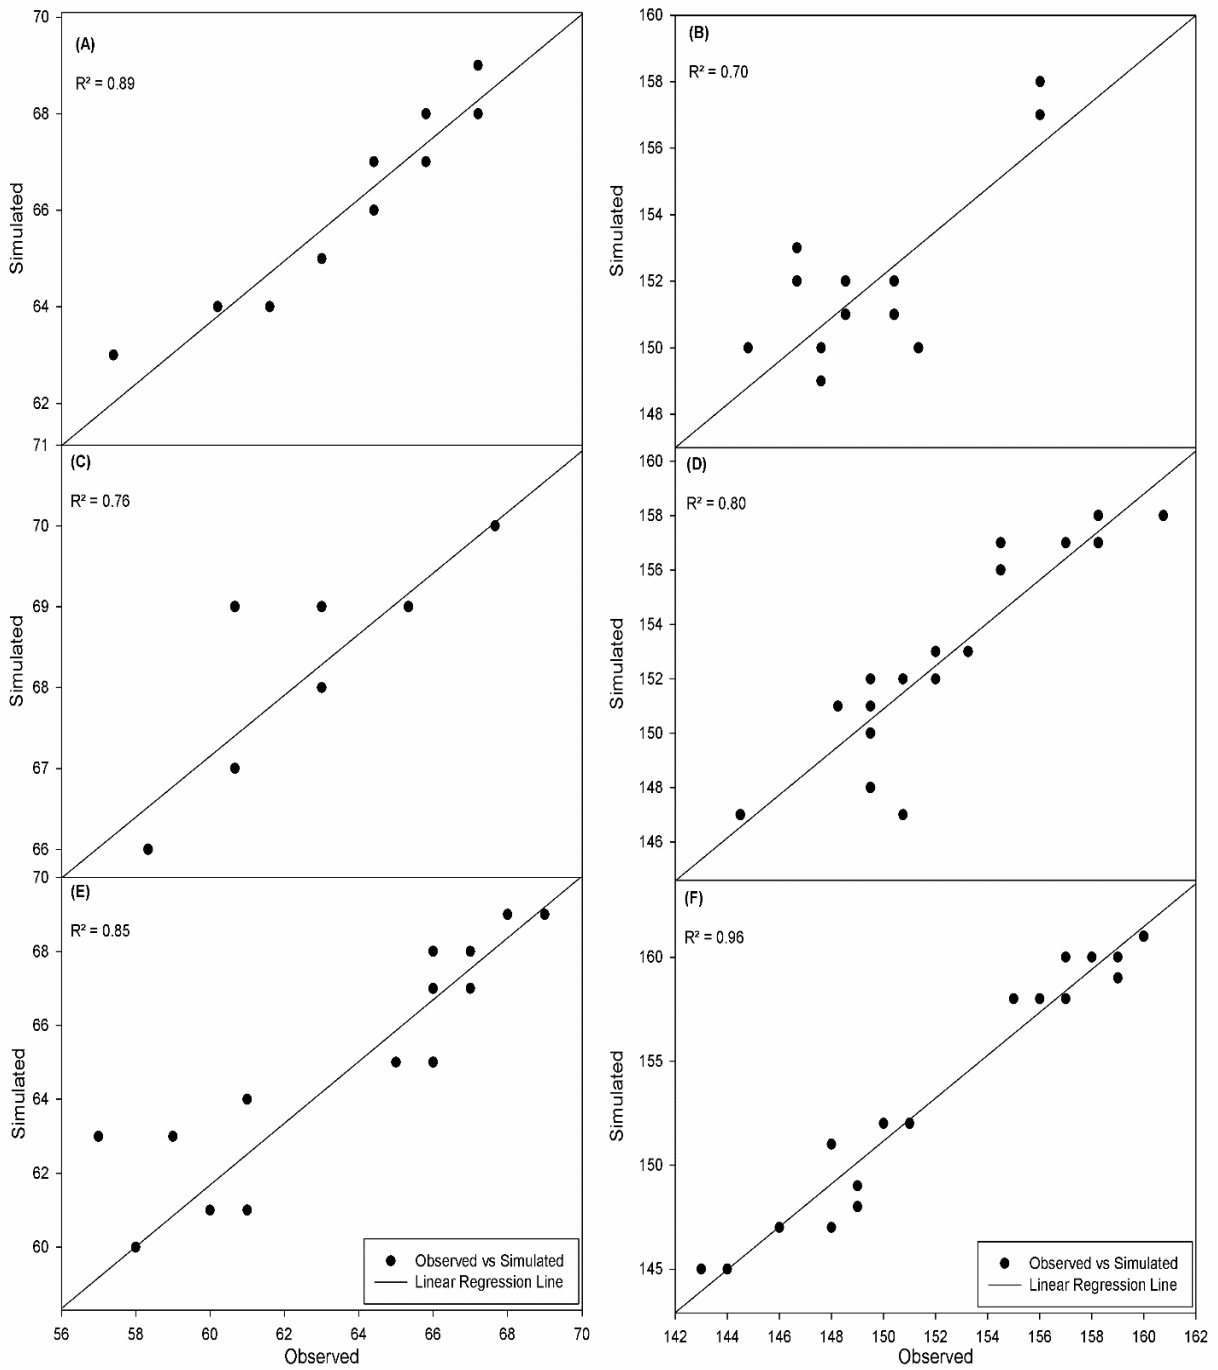 (A)
R² = 0.89
70
68
66
64
62
Simulated
(B)
R² = 0.70
160
158
156
154
152
150
148
Simulated
(C)
R² = 0.76
71
70
69
68
67
66
Simulated
(D)
R² = 0.80
160
158
156
154
152
150
148
146
Simulated
(E)
R² = 0.85
70
68
66
64
62
60
Simulated
Observed vs Simulated
Linear Regression Line
56 58 60 62 64 66 68 70
Observed
(F)
R² = 0.96
160
155
150
145
Simulated
Observed vs Simulated
Linear Regression Line
142 144 146 148 150 152 154 156 158 160 162
Observed